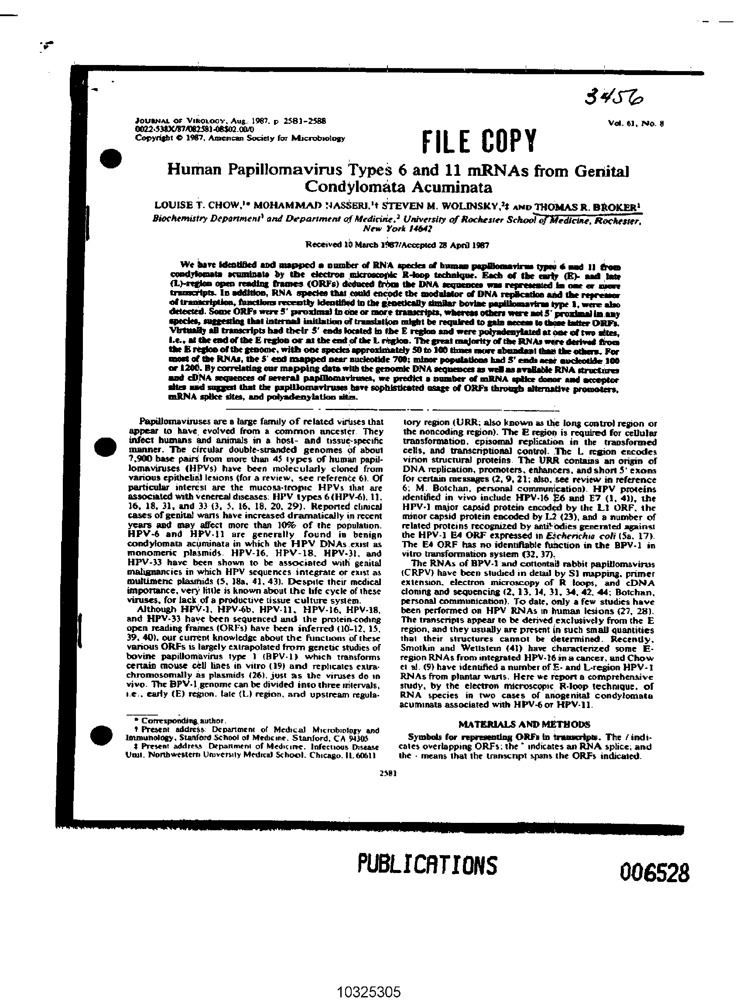 3456
JOURNAL OF VIROLOGY, Aug. 1987, p. 2581-2588
0022-538X/87/082581-08$02.00/0
Copyright © 1987, American Society for Microbiology
Vol. 61, No. 8
FILE COPY
Human Papillomavirus Types 6 and 11 mRNAs from Genital
Condylomata Acuminata
LOUISE T. CHOW,¹* MOHAMMAD NASSERI,¹† STEVEN M. WOLINSKY,²‡ AND THOMAS R. BROKER¹
Biochemistry Department¹ and Department of Medicine,² University of Rochester School of Medicine, Rochester,
New York 14642
Received 10 March 1987/Accepted 28 April 1987
We have identified and mapped a number of RNA species of human papillomavirus types 6 and 11 from
condylomata acuminata by the electron microscopic R-loop technique. Each of the early (E)- and late
(L)-region open reading frames (ORFs) deduced from the DNA sequences was represented in one or more
transcripts. In addition, RNA species that could encode the modulator of DNA replication and the repressor
of transcription, functions recently identified in the genetically similar bovine papillomavirus type 1, were also
detected. Some ORFs were 5' proximal in one or more transcripts, whereas others were not 5' proximal in any
species, suggesting that internal initiation of translation might be required to gain access to those latter ORFs.
Virtually all transcripts had their 5' ends located in the E region and were polyadenylated at one of two sites,
i.e., at the end of the E region or at the end of the L region. The great majority of the RNAs were derived from
the E region of the genome, with one species approximately 50 to 100 times more abundant than the others. For
most of the RNAs, the 5' end mapped near nucleotide 700; minor populations had 5' ends near nucleotide 100
or 1200. By correlating our mapping data with the genomic DNA sequences as well as available RNA structures
and cDNA sequences of several papillomaviruses, we predict a number of mRNA splice donor and acceptor
sites and suggest that the papillomaviruses have sophisticated usage of ORFs through alternative promoters,
mRNA splice sites, and polyadenylation sites.
Papillomaviruses are a large family of related viruses that
appear to have evolved from a common ancestor. They
infect humans and animals in a host- and tissue-specific
manner. The circular double-stranded genomes of about
7,900 base pairs from more than 45 types of human papil-
lomaviruses (HPVs) have been molecularly cloned from
various epithelial lesions (for a review, see reference 6). Of
particular interest are the mucosa-tropic HPVs that are
associated with venereal diseases: HPV types 6 (HPV-6), 11,
16, 18, 31, and 33 (3, 5, 16, 18, 20, 29). Reported clinical
cases of genital warts have increased dramatically in recent
years and may affect more than 10% of the population.
HPV-6 and HPV-11 are generally found in benign
condylomata acuminata in which the HPV DNAs exist as
monomeric plasmids. HPV-16, HPV-18, HPV-31, and
HPV-33 have been shown to be associated with genital
malignancies in which HPV sequences integrate or exist as
multimeric plasmids (5, 18a, 41, 43). Despite their medical
importance, very little is known about the life cycle of these
viruses, for lack of a productive tissue culture system.
Although HPV-1, HPV-6b, HPV-11, HPV-16, HPV-18,
and HPV-33 have been sequenced and the protein-coding
open reading frames (ORFs) have been inferred (10-12, 15,
39, 40), our current knowledge about the functions of these
various ORFs is largely extrapolated from genetic studies of
bovine papillomavirus type 1 (BPV-1) which transforms
certain mouse cell lines in vitro (19) and replicates extra-
chromosomally as plasmids (26), just as the viruses do in
vivo. The BPV-1 genome can be divided into three intervals,
i.e., early (E) region, late (L) region, and upstream regula-
* Corresponding author.
† Present address: Department of Medical Microbiology and
Immunology, Stanford School of Medicine, Stanford, CA 94305
‡ Present address: Department of Medicine, Infectious Disease
Unit, Northwestern University Medical School, Chicago, IL 60611
tory region (URR; also known as the long control region or
the noncoding region). The E region is required for cellular
transformation, episomal replication in the transformed
cells, and transcriptional control. The L region encodes
virion structural proteins. The URR contains an origin of
DNA replication, promoters, enhancers, and short 5' exons
for certain messages (2, 9, 21; also, see review in reference
6; M. Botchan, personal communication). HPV proteins
identified in vivo include HPV-16 E6 and E7 (1, 43), the
HPV-1 major capsid protein encoded by the L1 ORF, the
minor capsid protein encoded by L2 (23), and a number of
related proteins recognized by antibodies generated against
the HPV-1 E4 ORF expressed in Escherichia coli (5a, 17).
The E4 ORF has no identifiable function in the BPV-1 in
vitro transformation system (32, 37).
The RNAs of BPV-1 and cottontail rabbit papillomavirus
(CRPV) have been studied in detail by S1 mapping, primer
extension, electron microscopy of R loops, and cDNA
cloning and sequencing (2, 13, 14, 31, 34, 42, 44; Botchan,
personal communication). To date, only a few studies have
been performed on HPV RNAs in human lesions (27, 28).
The transcripts appear to be derived exclusively from the E
region, and they usually are present in such small quantities
that their structures cannot be determined. Recently,
Smotkin and Wettstein (41) have characterized some E-
region RNAs from integrated HPV-16 in a cancer, and Chow
et al. (9) have identified a number of E- and L-region HPV-1
RNAs from plantar warts. Here we report a comprehensive
study, by the electron microscopic R-loop technique, of
RNA species in two cases of anogenital condylomata
acuminata associated with HPV-6 or HPV-11.
MATERIALS AND METHODS
Symbols for representing ORFs in transcripts. The / indi-
cates overlapping ORFs; the ^ indicates an RNA splice; and
the - means that the transcript spans the ORFs indicated.
2581
PUBLICATIONS
006528
10325305